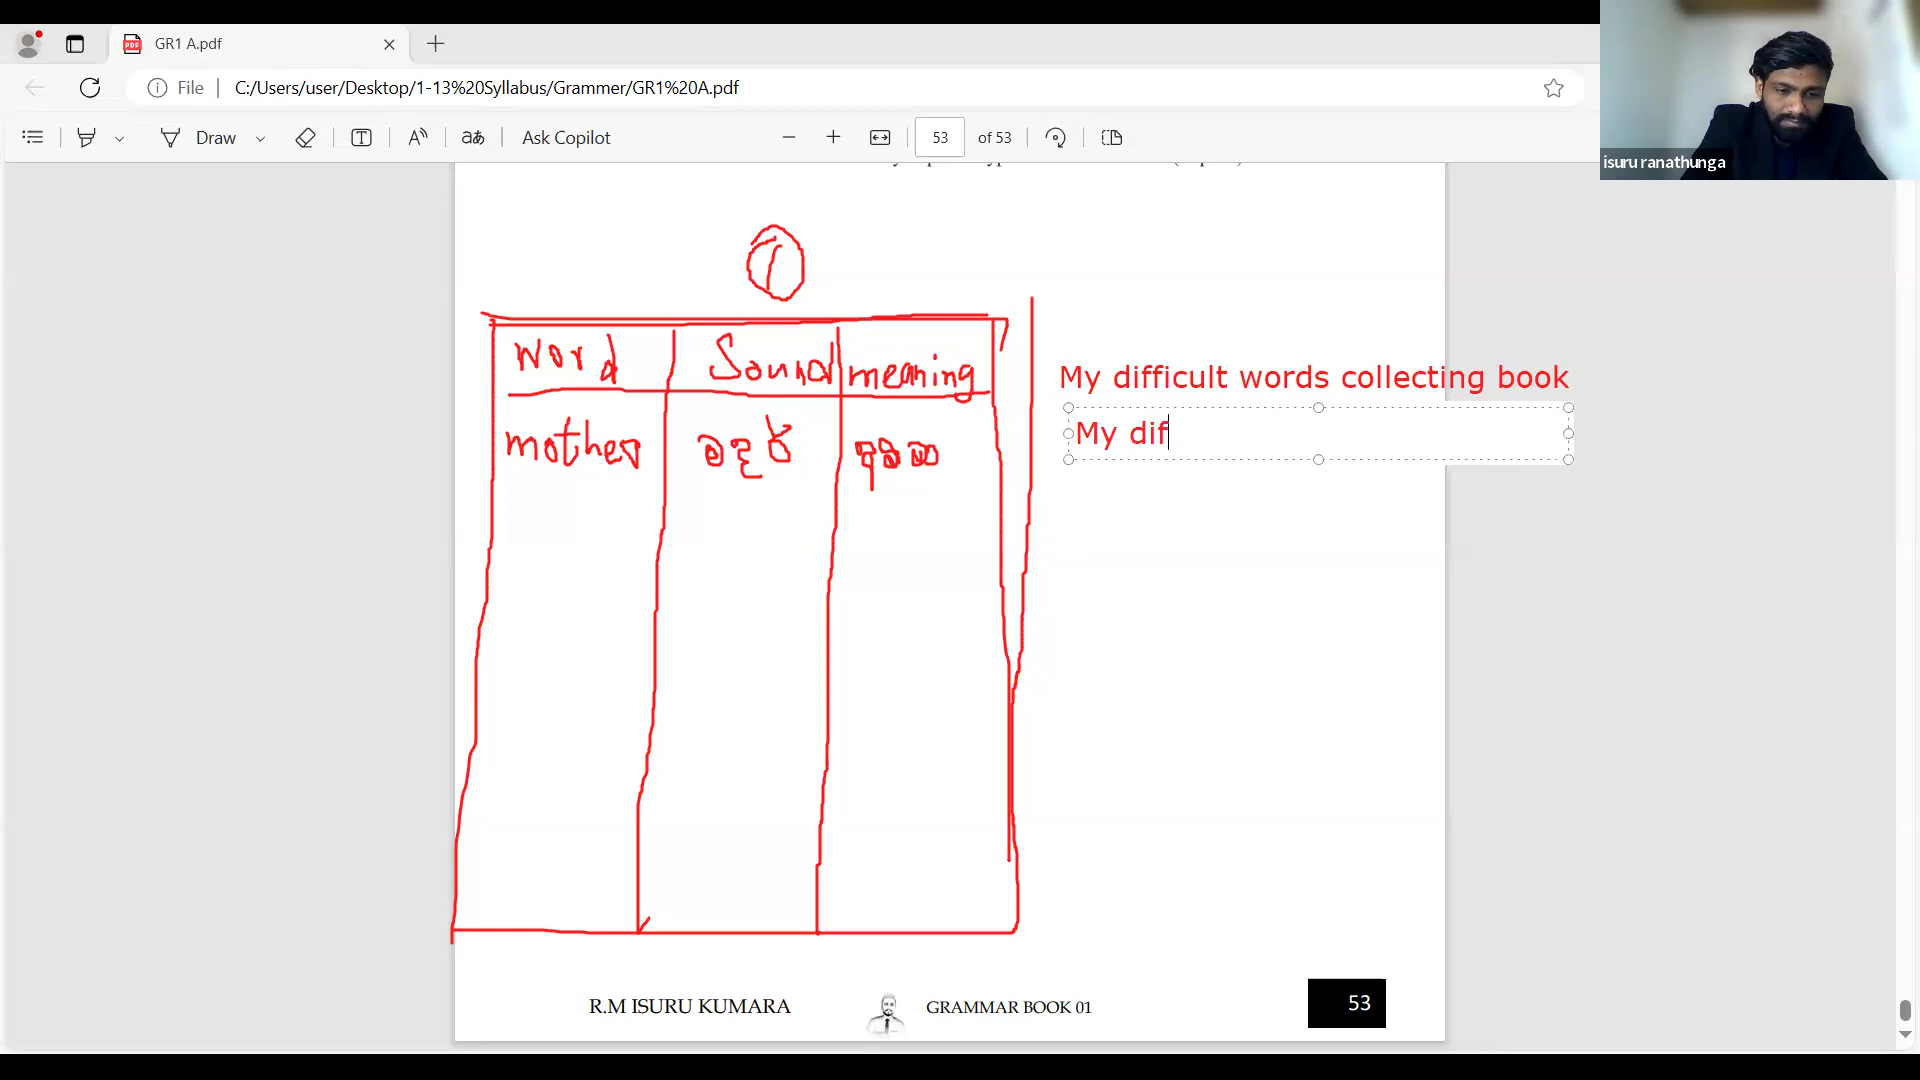 GR1 A.pdf
File
C:/Users/user/Desktop/1-13%20Syllabus/Grammer/GR1%20A.pdf
Draw
aあ
Ask Copilot
53 of 53
isuru ranathunga
1
Word Sound meaning
mother මදර් අම්මා
My difficult words collecting book
My dif
R.M ISURU KUMARA
GRAMMAR BOOK 01
53